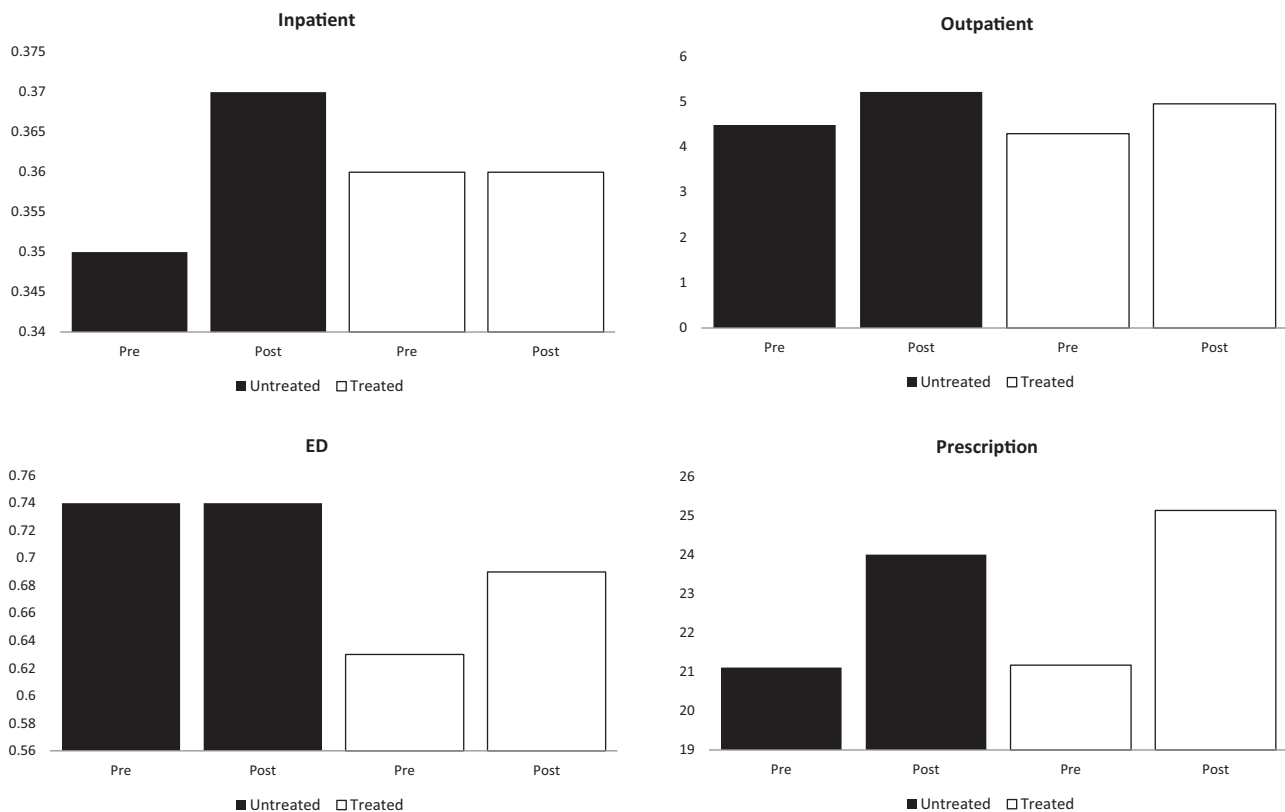 Inpatient
0.375
0.37
0.365
0.36
0.355
0.35
0.345
0.34
Pre Post Pre Post
Untreated Treated
Outpatient
6
5
4
3
2
1
0
Pre Post Pre Post
Untreated Treated
ED
0.76
0.74
0.72
0.7
0.68
0.66
0.64
0.62
0.6
0.58
0.56
Pre Post Pre Post
Untreated Treated
Prescription
26
25
24
23
22
21
20
19
Pre Post Pre Post
Untreated Treated